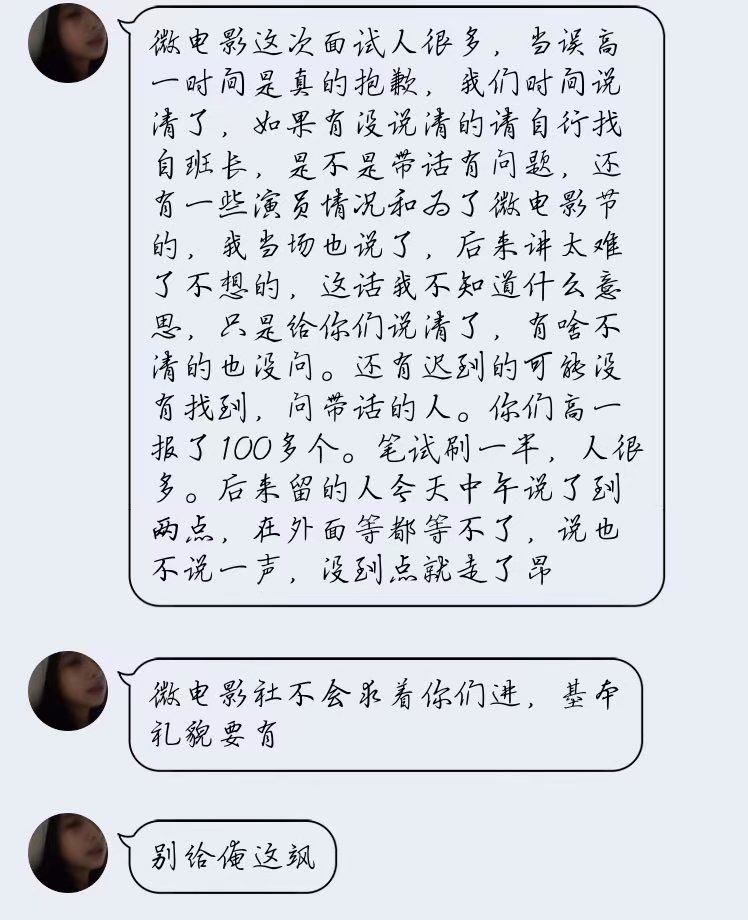 微电影这次面试人很多，当误高
一时间是真的抱歉，我们时间说
清了，如果有没说清的请自行找
自班长，是不是带话有问题，还
有一些演员情况和为了微电影节
的，我当场也说了，后来讲太难
了不想的，这话我不知道什么意
思，只是给你们说清了，有啥不
清的也没问。还有迟到的可能没
有找到，问带话的人。你们高一
报了100多个。笔试刷一半，人很
多。后来留的人今天中午说了到
两点，在外面等都等不了，说也
不说一声，没到点就走了昂
微电影社不会求着你们进，基本
礼貌要有
别给俺这飒